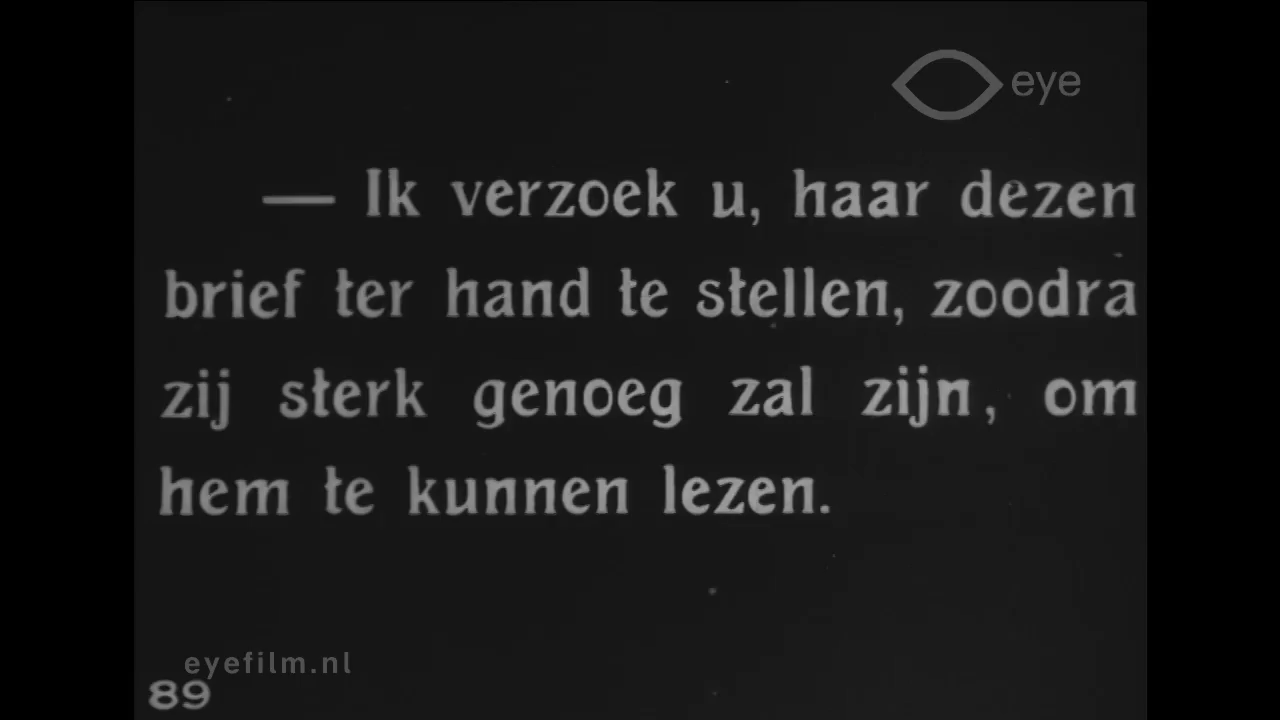 eye
— Ik verzoek u, haar dezen
brief ter hand te stellen, zoodra
zij sterk genoeg zal zijn, om
hem te kunnen lezen.
eyefilm.nl
89